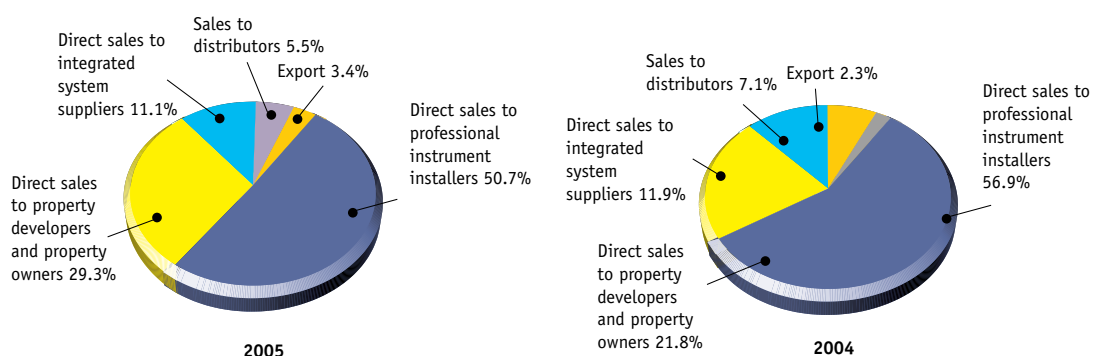 Sales to
distributors 5.5%
Direct sales to
integrated
system
suppliers 11.1%
Export 3.4%
Direct sales to
professional
instrument
installers 50.7%
Direct sales
to property
developers
and property
owners 29.3%
2005
Sales to
distributors 7.1%
Export 2.3%
Direct sales to
professional
instrument
installers
56.9%
Direct sales to
integrated
system
suppliers 11.9%
Direct sales
to property
developers
and property
owners 21.8%
2004